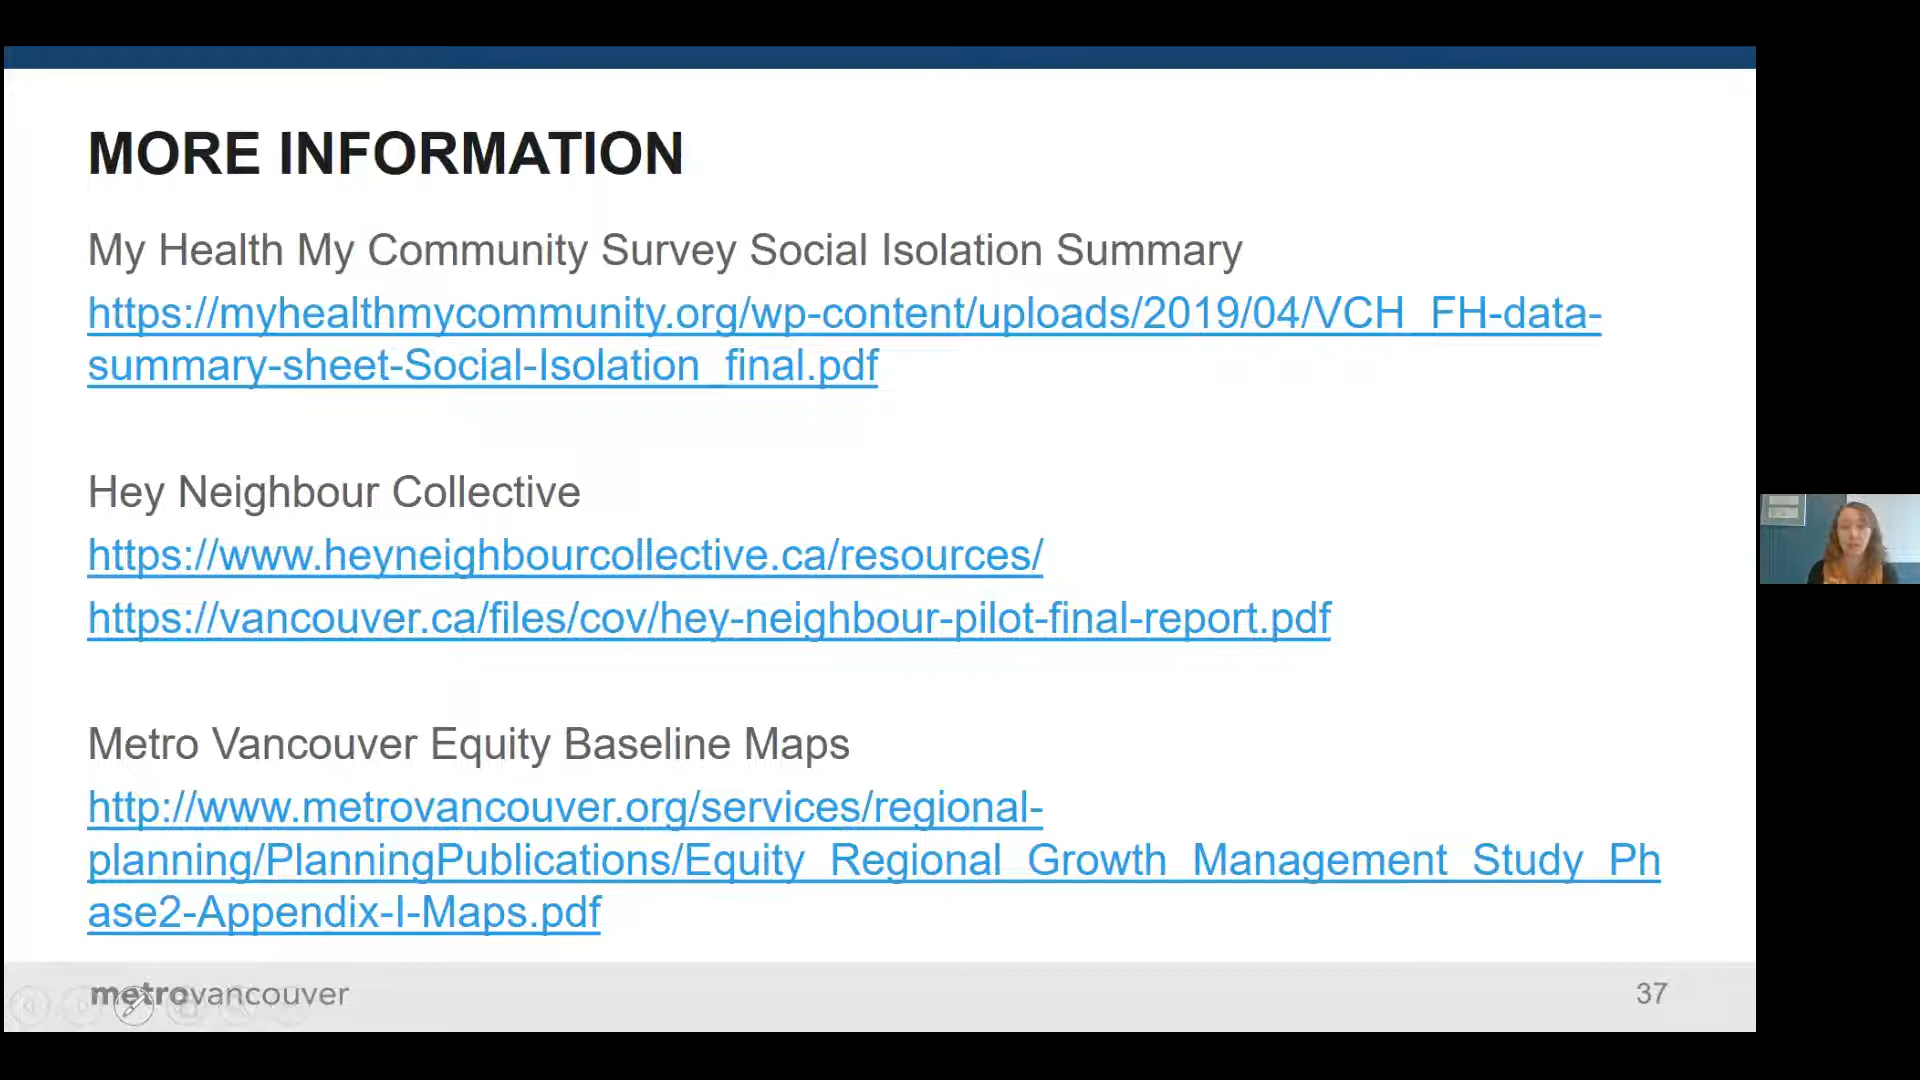 MORE INFORMATION
My Health My Community Survey Social Isolation Summary
https://myhealthmycommunity.org/wp-content/uploads/2019/04/VCH_FH-data-
summary-sheet-Social-Isolation_final.pdf
Hey Neighbour Collective
https://www.heyneighbourcollective.ca/resources/
https://vancouver.ca/files/cov/hey-neighbour-pilot-final-report.pdf
Metro Vancouver Equity Baseline Maps
http://www.metrovancouver.org/services/regional-
planning/PlanningPublications/Equity_Regional_Growth_Management_Study_Ph
ase2-Appendix-I-Maps.pdf
metrovancouver
37